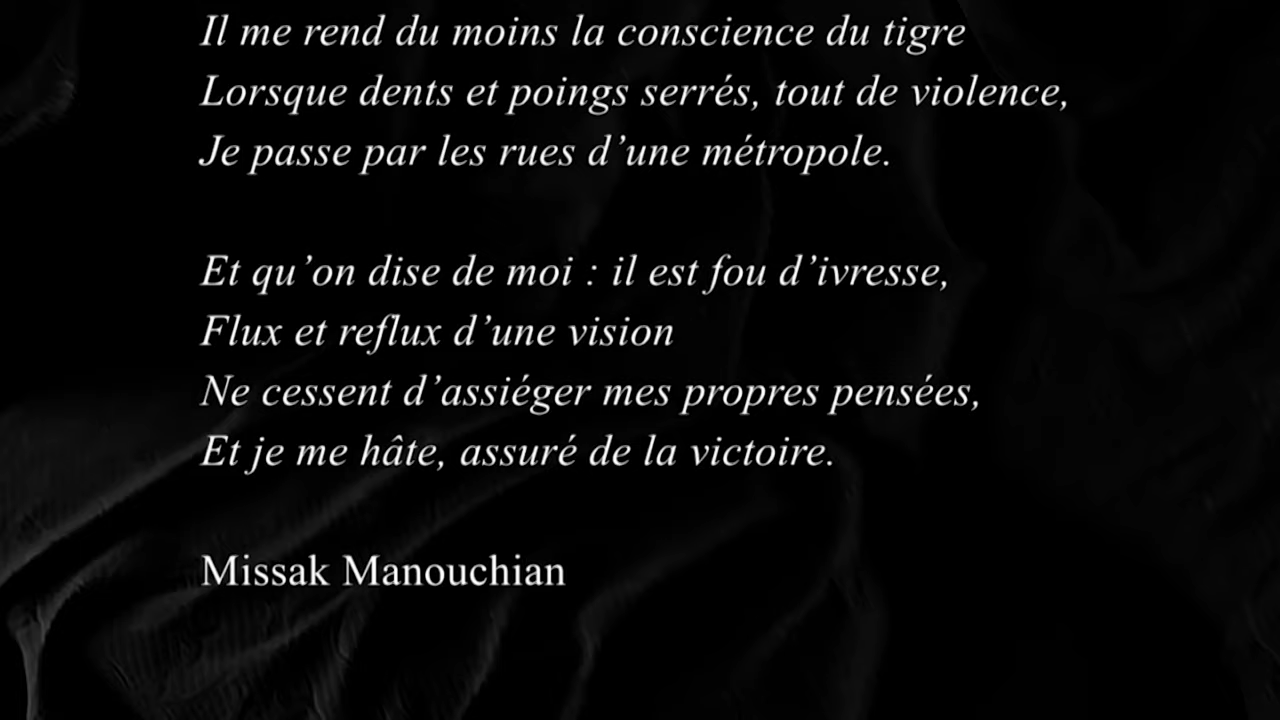 Il me rend du moins la conscience du tigre
Lorsque dents et poings serrés, tout de violence,
Je passe par les rues d’une métropole.
Et qu’on dise de moi : il est fou d’ivresse,
Flux et reflux d’une vision
Ne cessent d’assiéger mes propres pensées,
Et je me hâte, assuré de la victoire.
Missak Manouchian